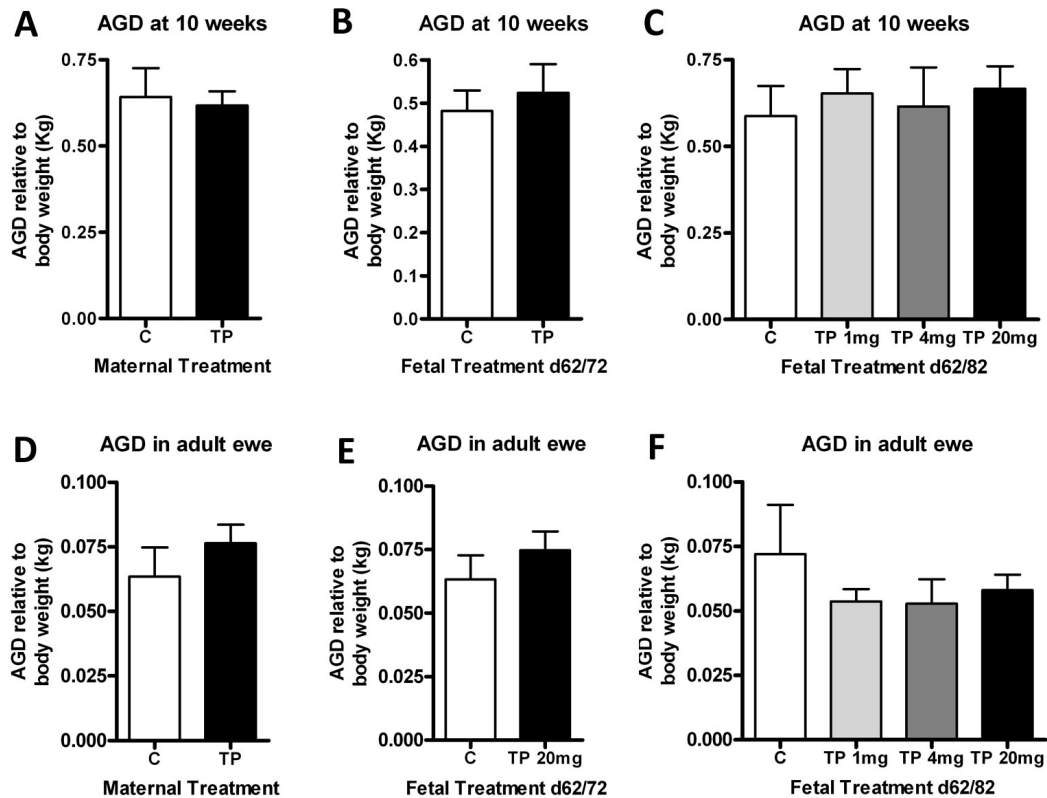 A
AGD at 10 weeks
AGD relative to
body weight (Kg)
0.75
0.50
0.25
0.00
C
TP
Maternal Treatment
B
AGD at 10 weeks
AGD relative to
body weight (Kg)
0.6
0.5
0.4
0.3
0.2
0.1
0.0
C
TP
Fetal Treatment d62/72
C
AGD at 10 weeks
AGD relative to
body weight (Kg)
0.75
0.50
0.25
0.00
C
TP 1mg
TP 4mg
TP 20mg
Fetal Treatment d62/82
D
AGD in adult ewe
AGD relative to
body weight (kg)
0.100
0.075
0.050
0.025
0.000
C
TP
Maternal Treatment
E
AGD in adult ewe
AGD relative to
body weight (kg)
0.100
0.075
0.050
0.025
0.000
C
TP 20mg
Fetal Treatment d62/72
F
AGD in adult ewe
AGD relative to
body weight (kg)
0.100
0.075
0.050
0.025
0.000
C
TP 1mg
TP 4mg
TP 20mg
Fetal Treatment d62/82